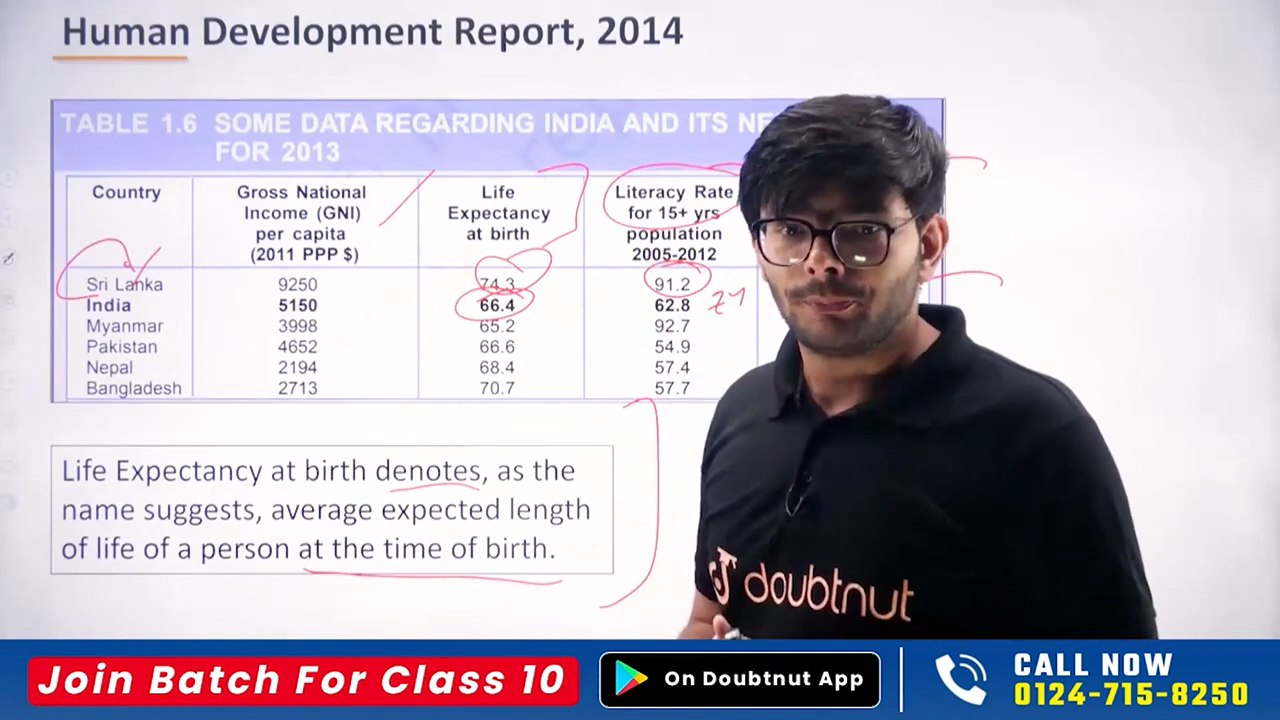 Human Development Report, 2014
TABLE 1.6 SOME DATA REGARDING INDIA AND ITS
FOR 2013
Country Gross National Income (GNI) per capita (2011 PPP $) Life Expectancy at birth Literacy Rate for 15+ yrs population 2005-2012
Sri Lanka 9250 74.3 91.2
India 5150 66.4 62.8 74
Myanmar 3998 65.2 92.7
Pakistan 4652 66.6 54.9
Nepal 2194 68.4 57.4
Bangladesh 2713 70.7 57.7
Life Expectancy at birth denotes, as the
name suggests, average expected length
of life of a person at the time of birth.
doubtnut
Join Batch For Class 10
On Doubtnut App
CALL NOW
0124-715-8250